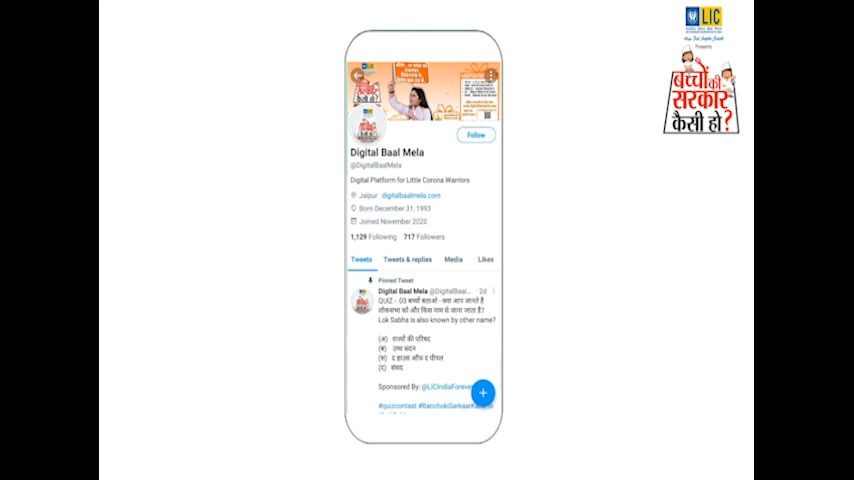 LIC
Presents
बच्चों की
सरकार
कैसी हो?
Follow
Digital Baal Mela
@DigitalBaalMela
Digital Platform for Little Corona Warriors
Jaipur digitalbaalmela.com
Born December 31, 1993
Joined November 2020
1,129 Following 717 Followers
Tweets Tweets & replies Media Likes
Pinned Tweet
Digital Baal Mela @DigitalBaal... · 2d
QUIZ - 03 बच्चों बताओ - क्या आप जानते है
लोकसभा को और किस नाम से जाना जाता है?
Lok Sabha is also known by other name?
(अ) राज्यों की परिषद
(ब) उच्च सदन
(स) द हाउस ऑफ द पीपल
(द) संसद
Sponsored By: @LICIndiaForever
#quizcontast